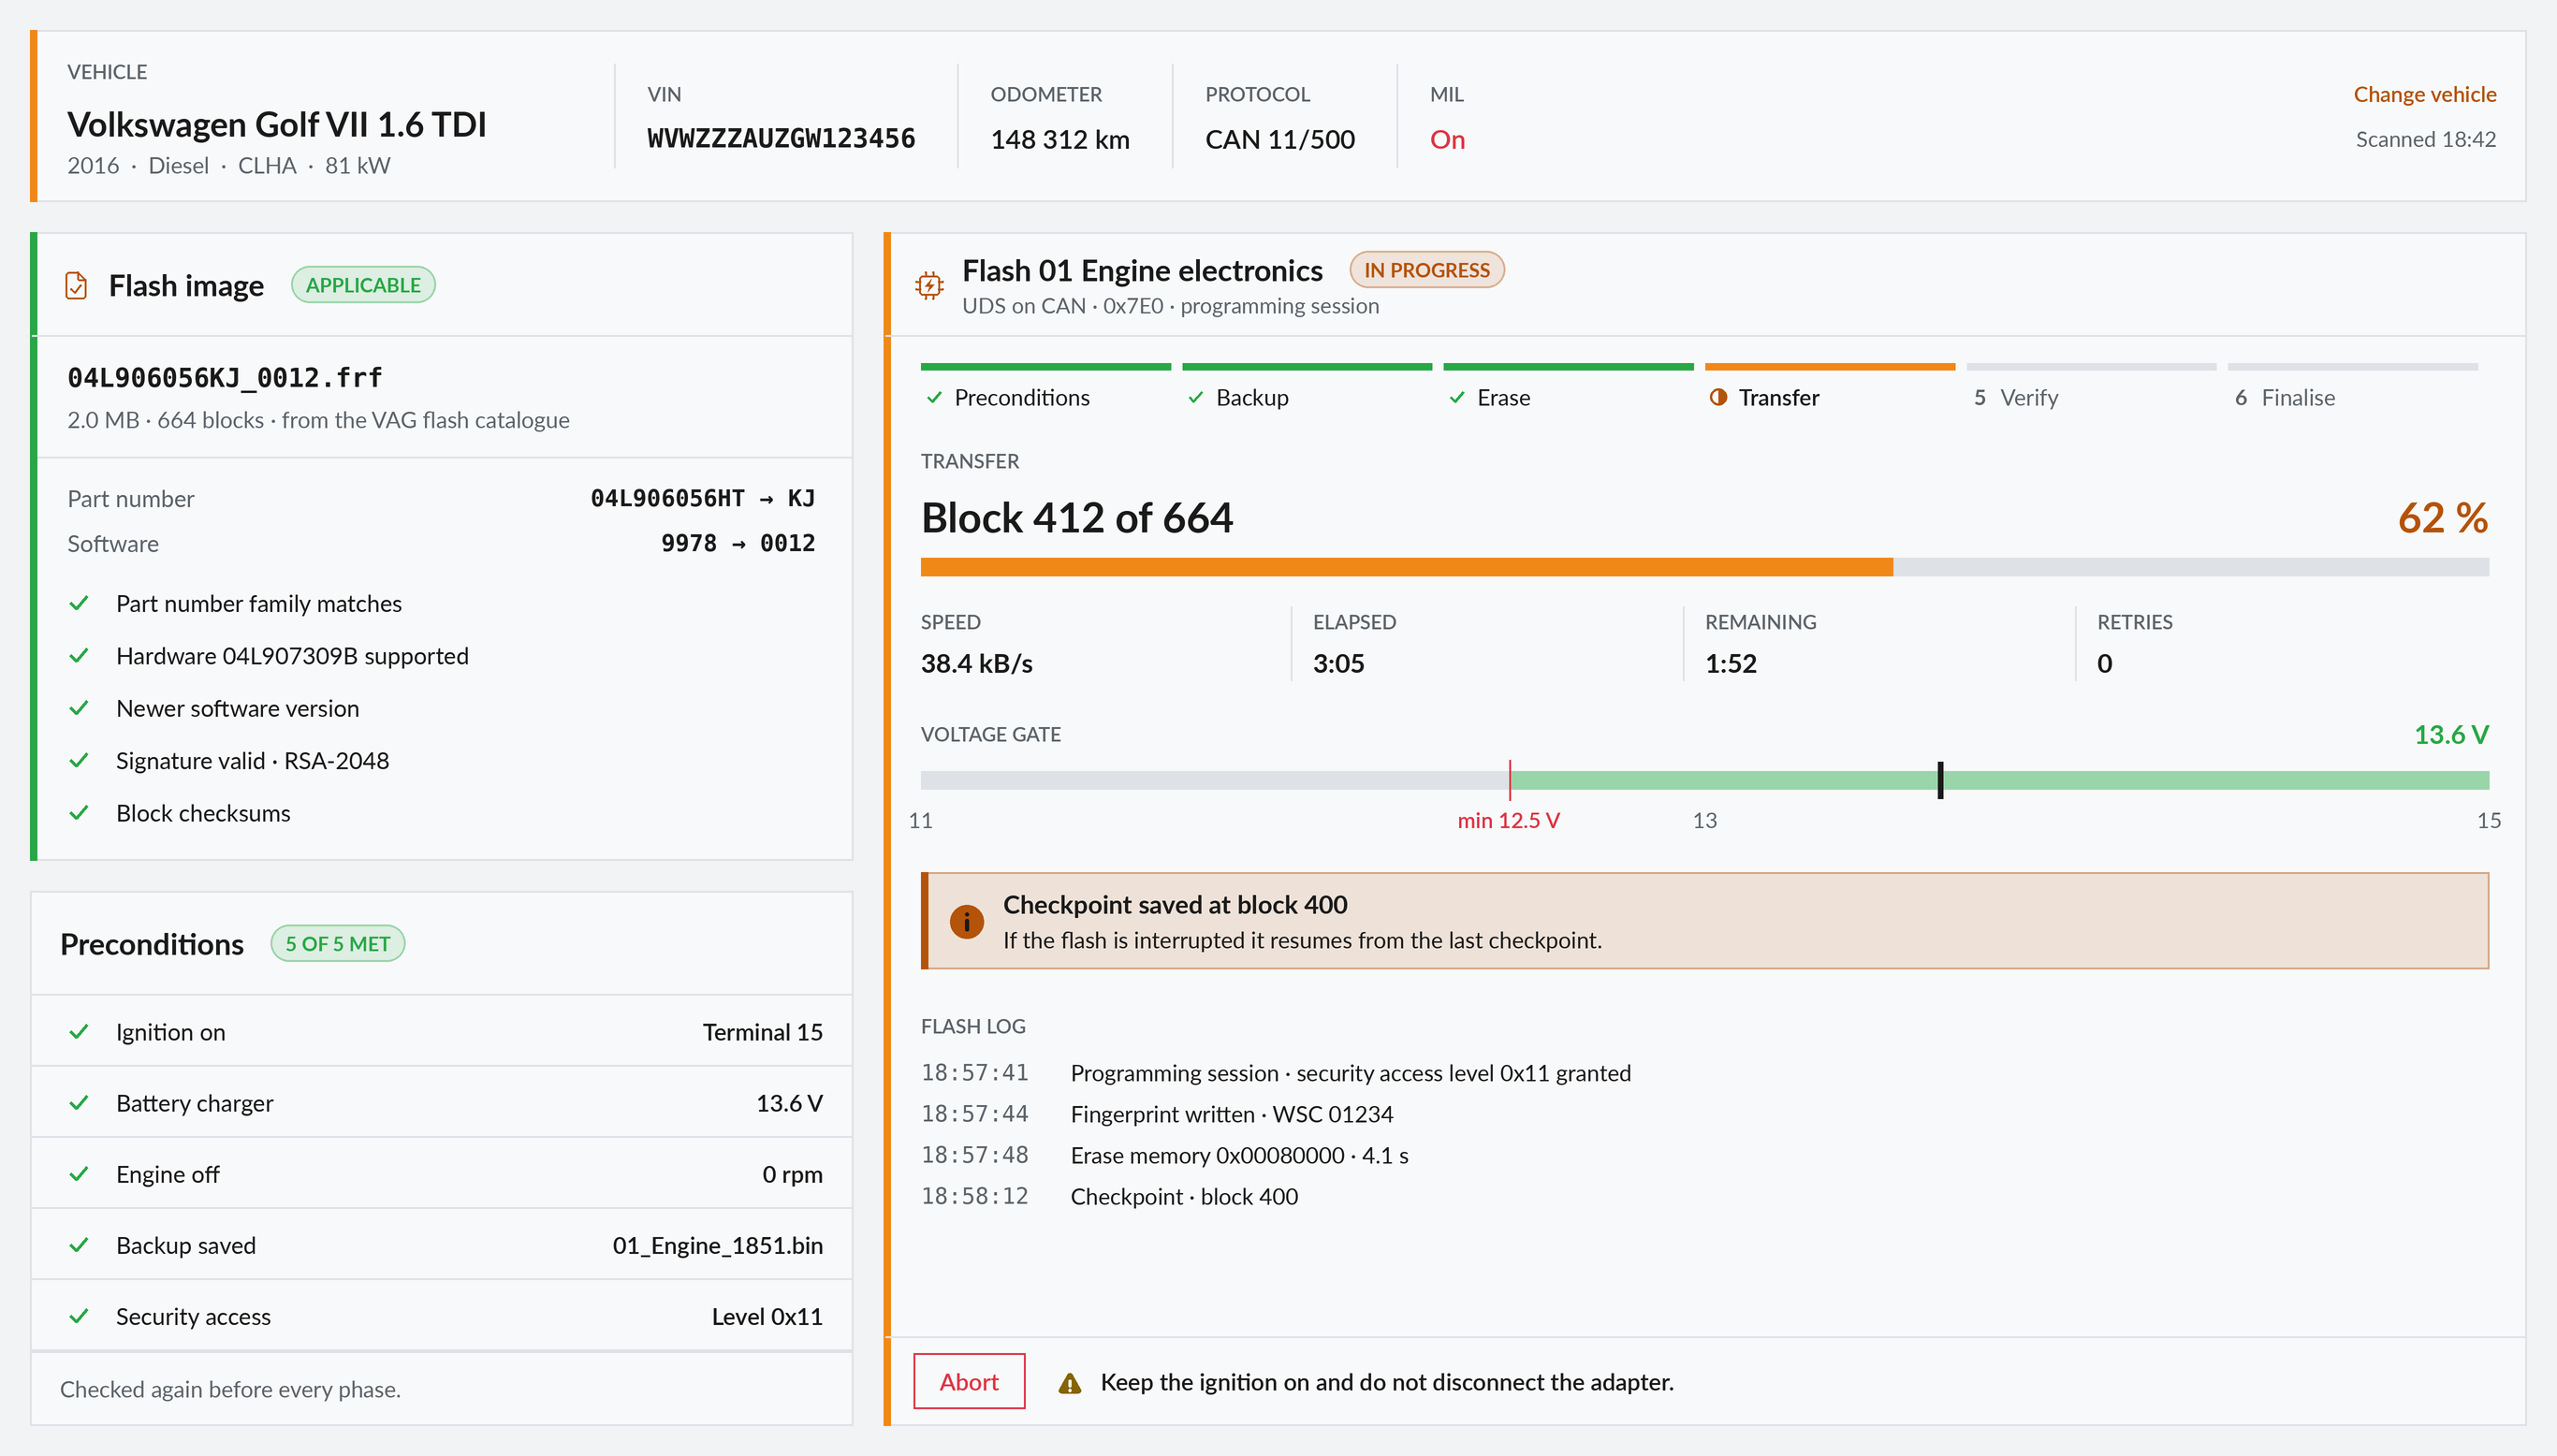 VEHICLE
Volkswagen Golf VII 1.6 TDI
2016 · Diesel · CLHA · 81 kW
VIN
WVWZZZAUZGW123456
ODOMETER
148 312 km
PROTOCOL
CAN 11/500
MIL
On
Change vehicle
Scanned 18:42
Flash image
APPLICABLE
04L906056KJ_0012.frf
2.0 MB · 664 blocks · from the VAG flash catalogue
Part number 04L906056HT → KJ
Software 9978 → 0012
Part number family matches
Hardware 04L907309B supported
Newer software version
Signature valid · RSA-2048
Block checksums
Preconditions
5 OF 5 MET
Ignition on Terminal 15
Battery charger 13.6 V
Engine off 0 rpm
Backup saved 01_Engine_1851.bin
Security access Level 0x11
Checked again before every phase.
Flash 01 Engine electronics
IN PROGRESS
UDS on CAN · 0x7E0 · programming session
Preconditions
Backup
Erase
Transfer
5 Verify
6 Finalise
TRANSFER
Block 412 of 664
62 %
SPEED
38.4 kB/s
ELAPSED
3:05
REMAINING
1:52
RETRIES
0
VOLTAGE GATE
13.6 V
11
min 12.5 V
13
15
Checkpoint saved at block 400
If the flash is interrupted it resumes from the last checkpoint.
FLASH LOG
18:57:41 Programming session · security access level 0x11 granted
18:57:44 Fingerprint written · WSC 01234
18:57:48 Erase memory 0x00080000 · 4.1 s
18:58:12 Checkpoint · block 400
Abort
Keep the ignition on and do not disconnect the adapter.